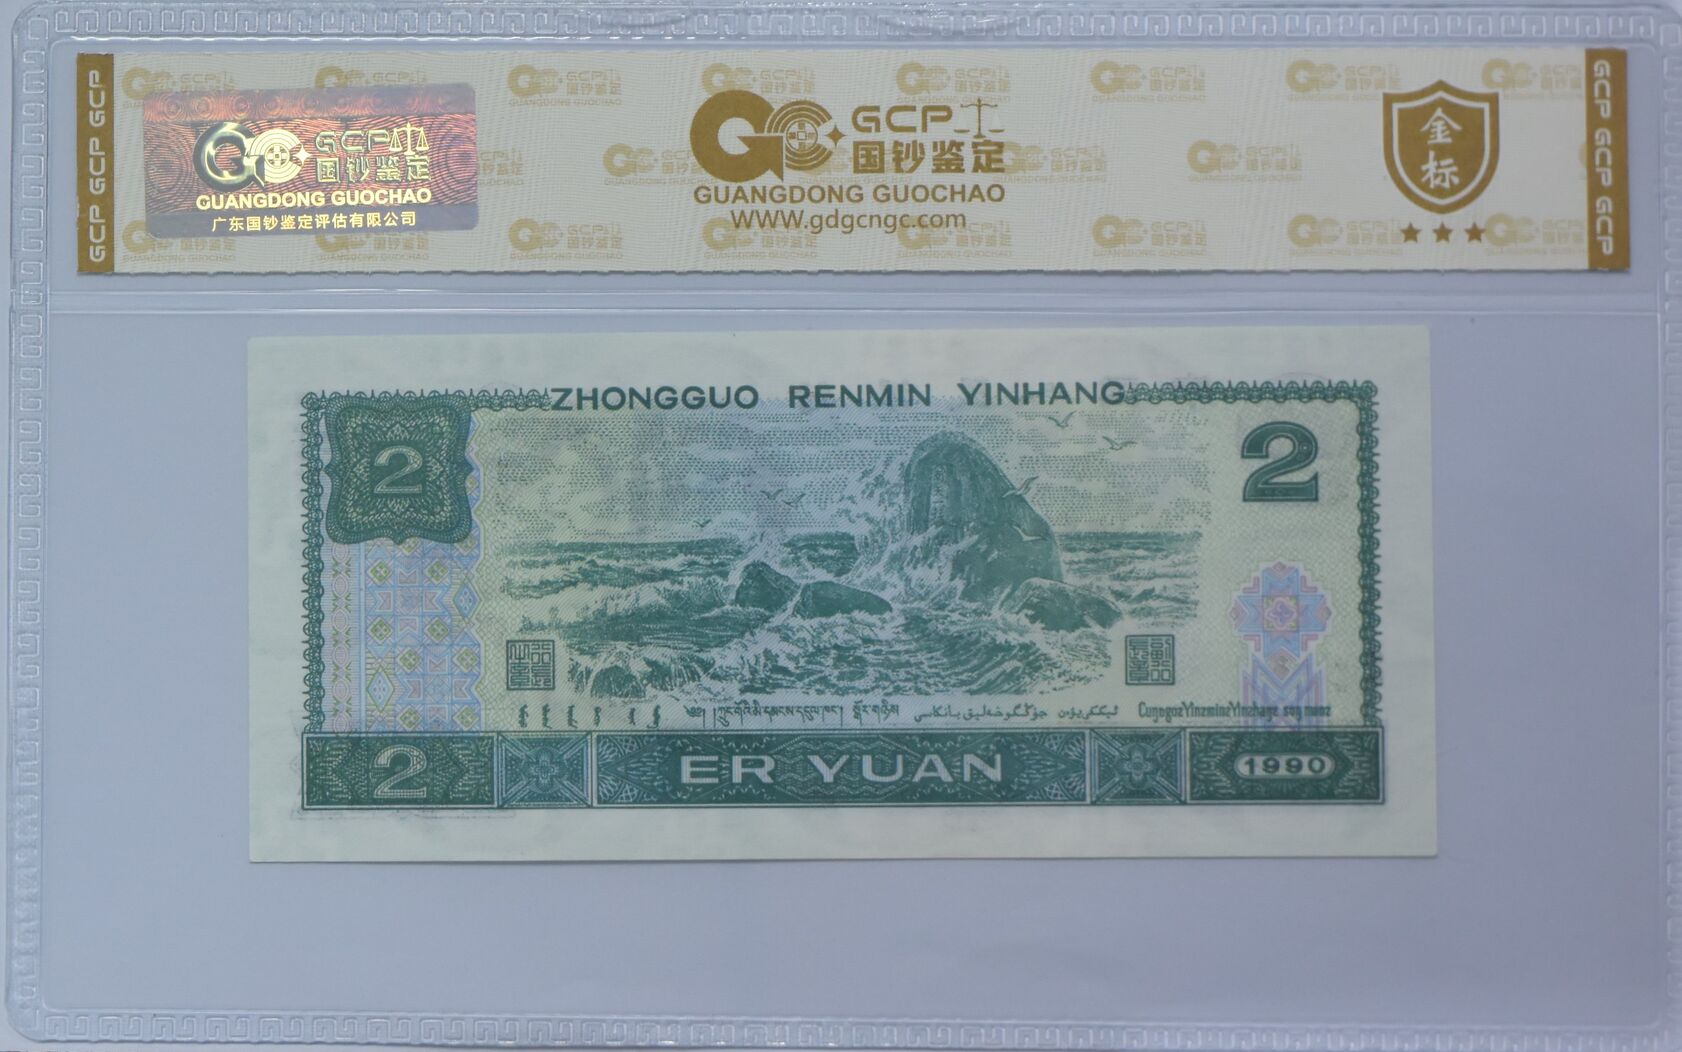 GCP GCP GCP
GCP
国钞鉴定
GUANGDONG GUOCHAO
广东国钞鉴定评估有限公司
GCP
国钞鉴定
GUANGDONG GUOCHAO
WWW.gdgcngc.com
金标
★★★
GCP GCP GCP
ZHONGGUO RENMIN YINHANG
2
2
2
ER YUAN
1990